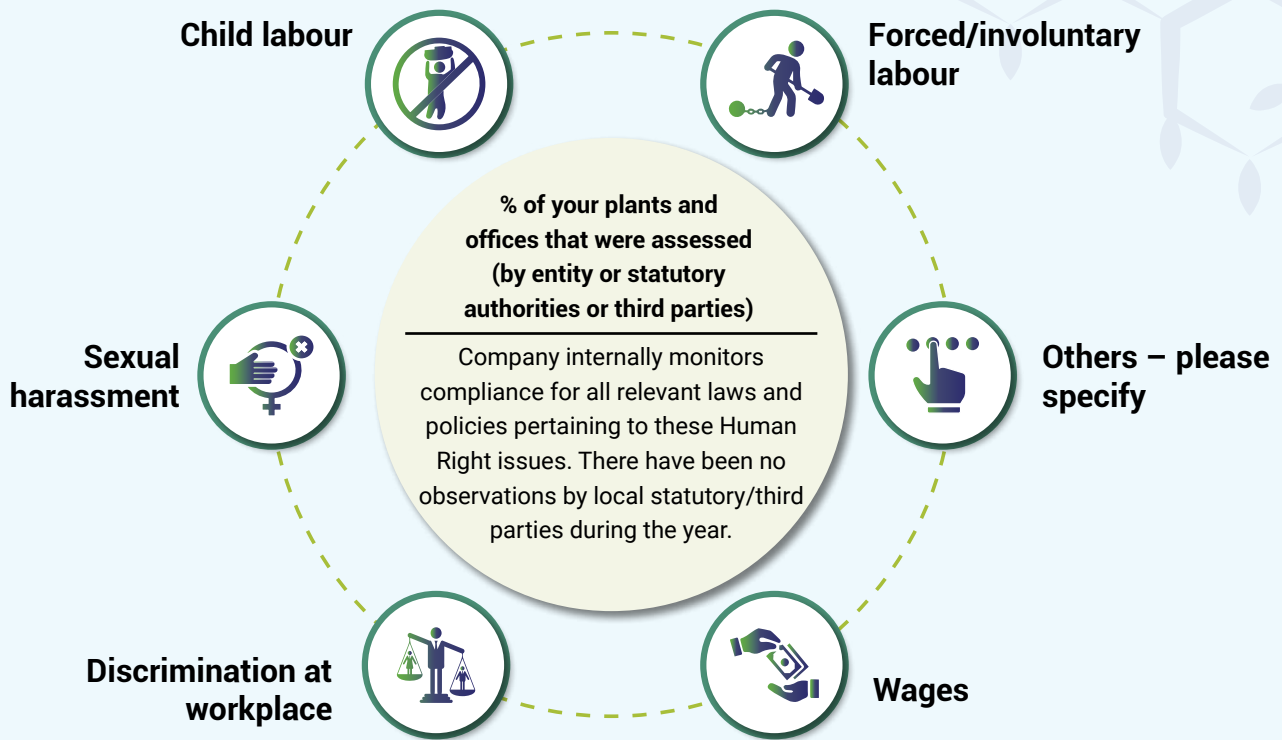 Child labour
Forced/involuntary
labour
% of your plants and
offices that were assessed
(by entity or statutory
authorities or third parties)
Company internally monitors
compliance for all relevant laws and
policies pertaining to these Human
Right issues. There have been no
observations by local statutory/third
parties during the year.
Sexual
harassment
Others – please
specify
Discrimination at
workplace
Wages